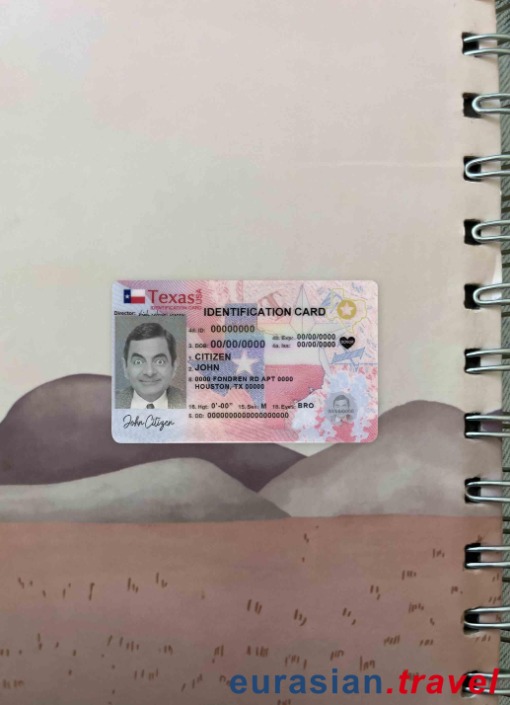 Texas USA
IDENTIFICATION CARD
Director:
4d. ID: 00000000
3. DOB: 00/00/0000 4b. Exp: 00/00/0000
4a. Iss: 00/00/0000
1. CITIZEN
2. JOHN
8. 0000 FONDREN RD APT 0000
HOUSTON, TX 00000
16. Hgt: 0'-00" 15. Sex: M 18. Eyes: BRO
5. DD: 00000000000000000000
John Citizen
eurasian.travel